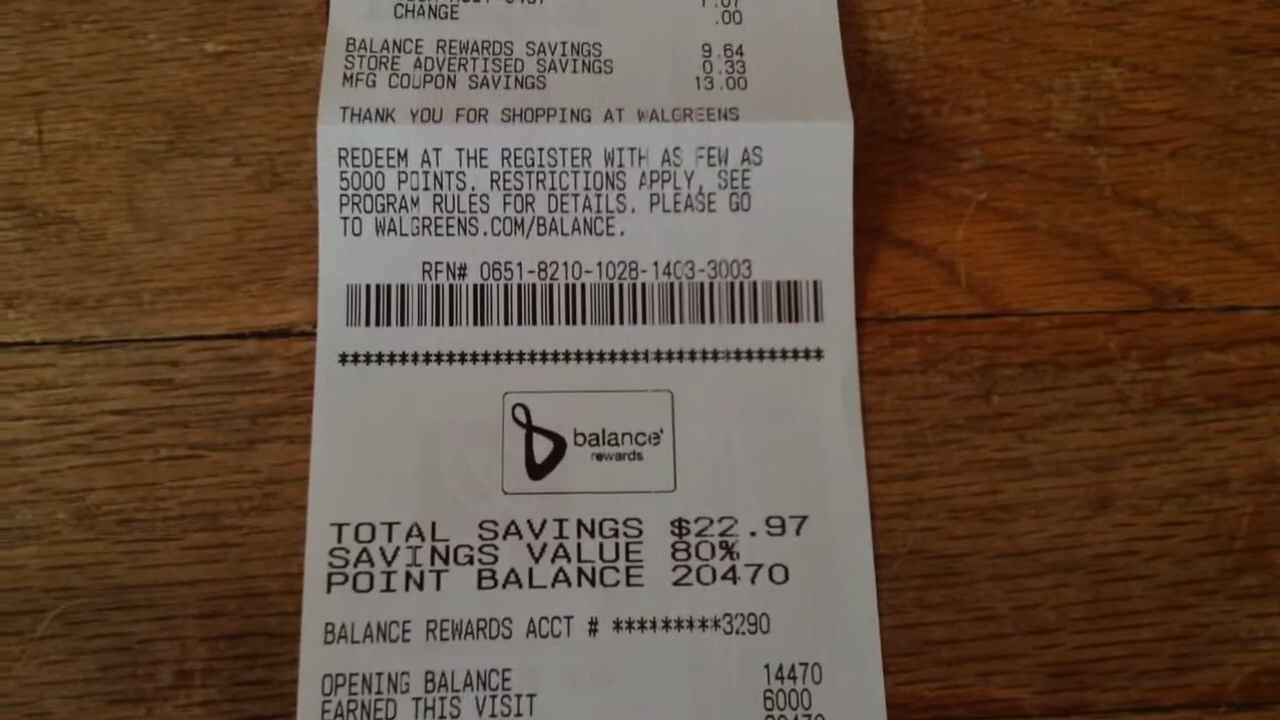 CHANGE .00
BALANCE REWARDS SAVINGS 9.64
STORE ADVERTISED SAVINGS 0.33
MFG COUPON SAVINGS 13.00
THANK YOU FOR SHOPPING AT WALGREENS
REDEEM AT THE REGISTER WITH AS FEW AS
5000 POINTS. RESTRICTIONS APPLY, SEE
PROGRAM RULES FOR DETAILS. PLEASE GO
TO WALGREENS.COM/BALANCE.
RFN# 0651-8210-1028-1403-3003
****************************************
balance'
rewards
TOTAL SAVINGS $22.97
SAVINGS VALUE 80%
POINT BALANCE 20470
BALANCE REWARDS ACCT # *********3290
OPENING BALANCE 14470
EARNED THIS VISIT 6000